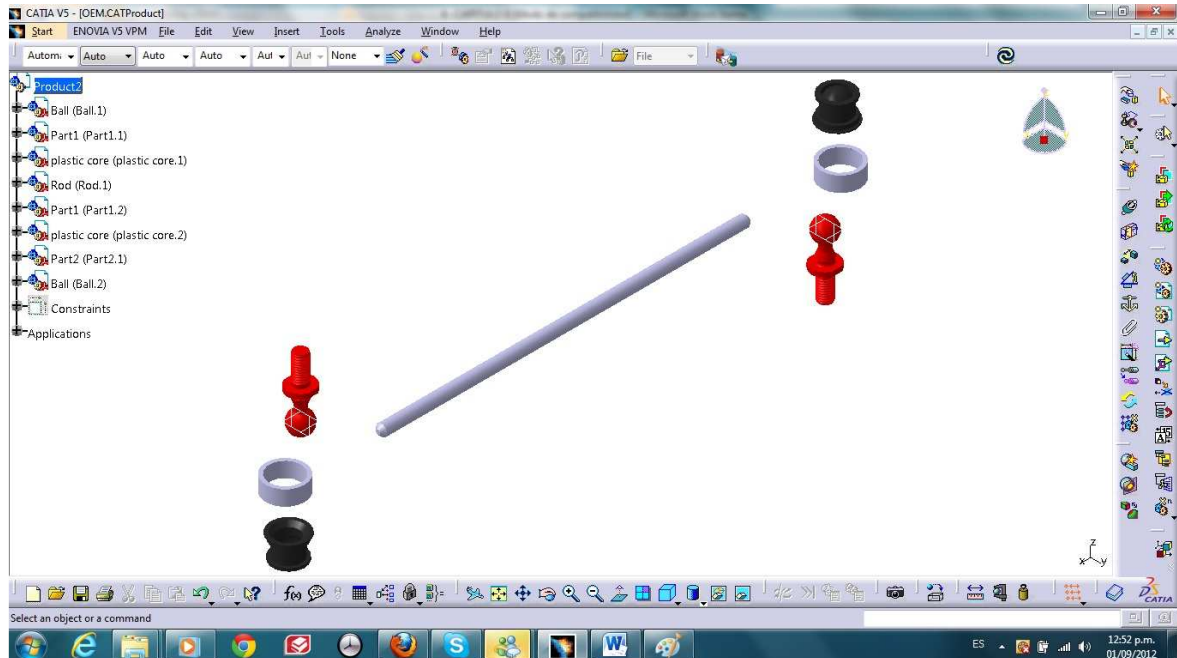 CATIA V5 - [OEM.CATProduct]
Start ENOVIA V5 VPM File Edit View Insert Tools Analyze Window Help
Auto Auto Auto Aut Aut None File
Product2
Ball (Ball.1)
Part1 (Part1.1)
plastic core (plastic core.1)
Rod (Rod.1)
Part1 (Part1.2)
plastic core (plastic core.2)
Part2 (Part2.1)
Ball (Ball.2)
Constraints
Applications
z
x y
f(x)
CATIA
Select an object or a command
ES 12:52 p.m.
01/09/2012